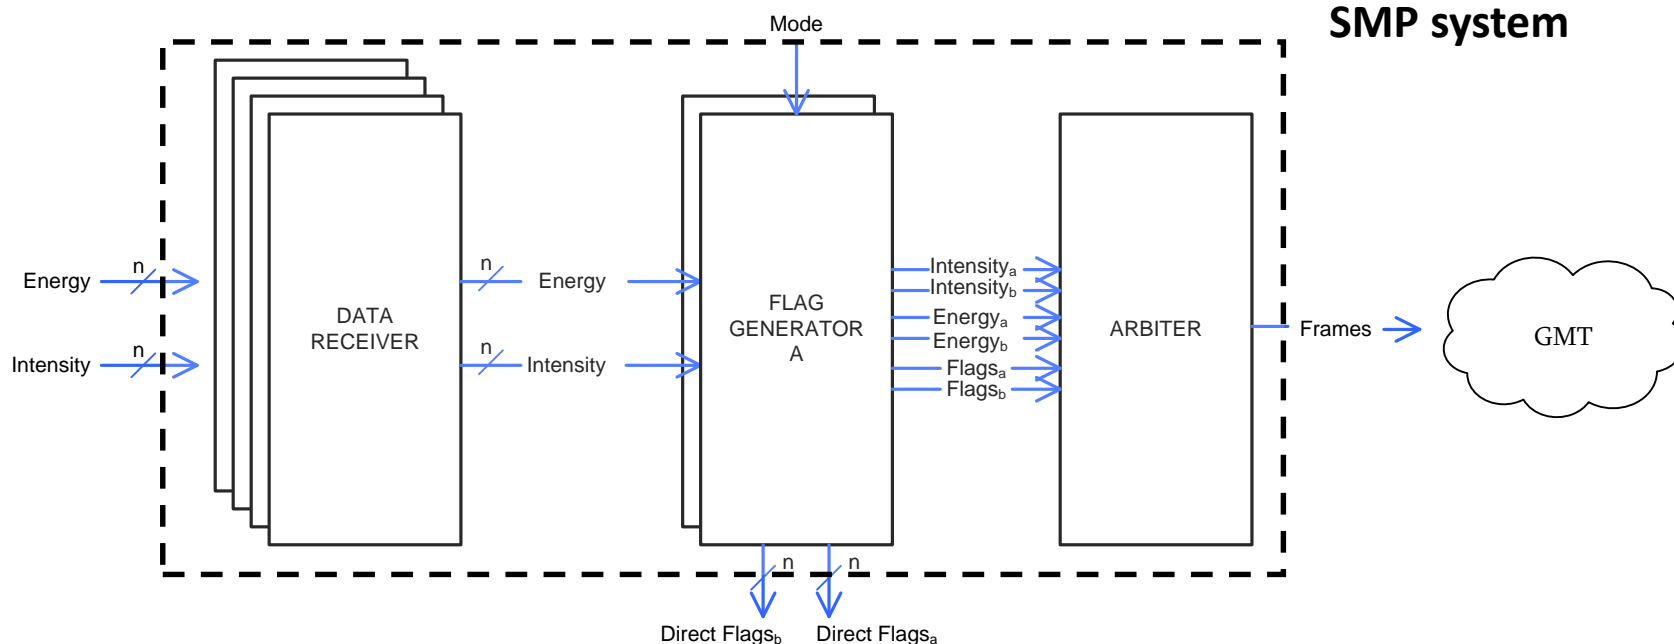 SMP system
Mode
n
Energy
n
Intensity
DATA
RECEIVER
n
Energy
n
Intensity
FLAG
GENERATOR
A
Intensityₐ
Intensity_b
Energyₐ
Energy_b
Flagsₐ
Flags_b
ARBITER
Frames
GMT
n
n
Direct Flags_b
Direct Flagsₐ